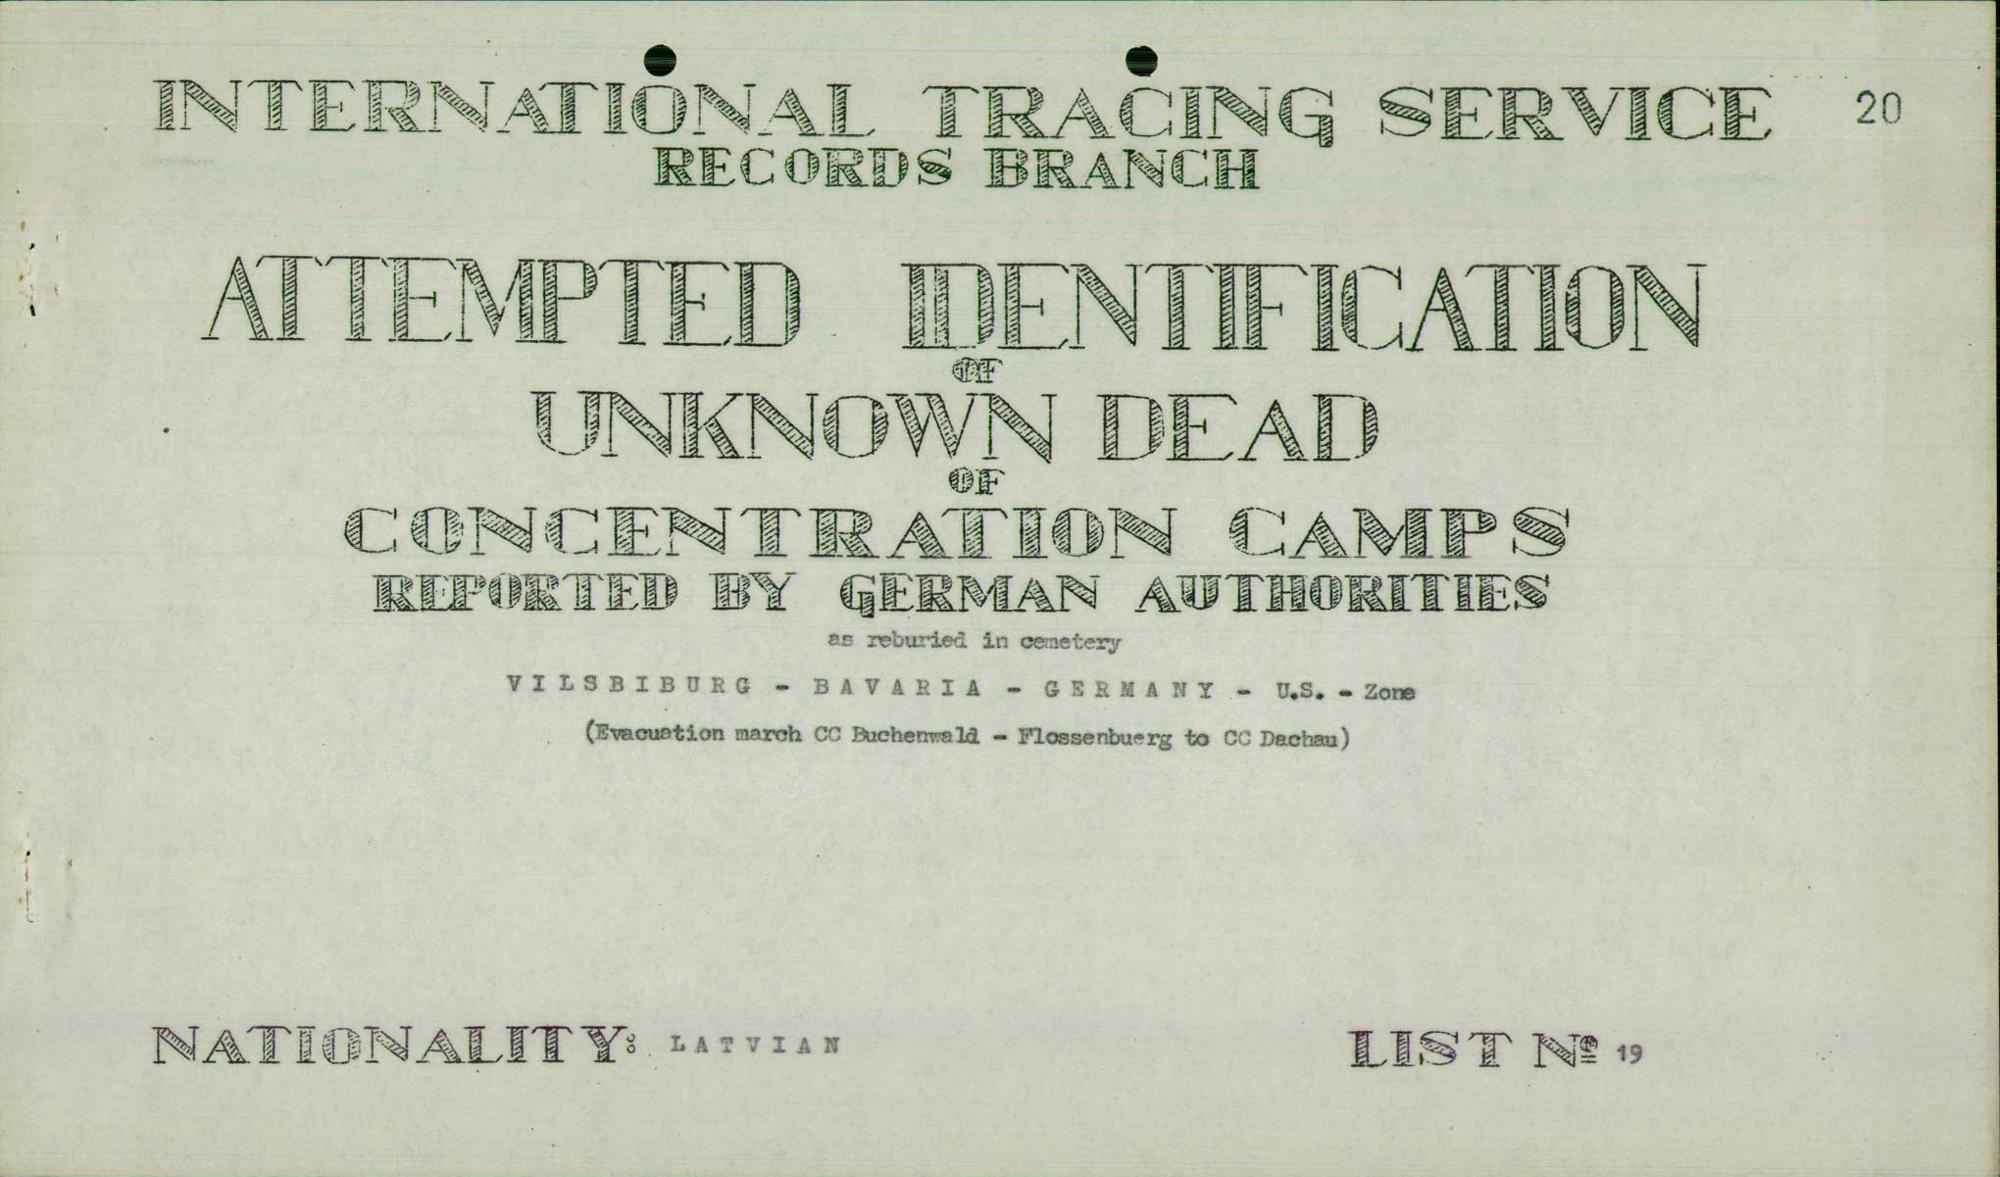 INTERNATIONAL TRACING SERVICE 20
RECORDS BRANCH
ATTEMPTED IDENTIFICATION
OF
UNKNOWN DEAD
OF
CONCENTRATION CAMPS
REPORTED BY GERMAN AUTHORITIES
as reburied in cemetery
VILSBIBURG - BAVARIA - GERMANY - U.S. - Zone
(Evacuation march CC Buchenwald - Flossenbuerg to CC Dachau)
NATIONALITY: LATVIAN LIST Nº 19